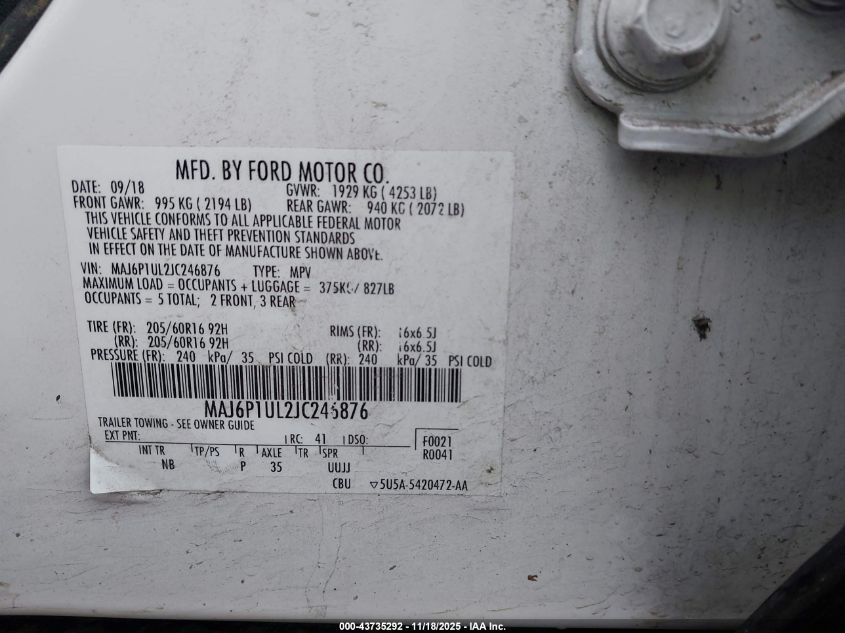 MFD. BY FORD MOTOR CO.
DATE: 09/18 GVWR: 1929 KG ( 4253 LB)
FRONT GAWR: 995 KG ( 2194 LB) REAR GAWR: 940 KG ( 2072 LB)
THIS VEHICLE CONFORMS TO ALL APPLICABLE FEDERAL MOTOR
VEHICLE SAFETY AND THEFT PREVENTION STANDARDS
IN EFFECT ON THE DATE OF MANUFACTURE SHOWN ABOVE.
VIN: MAJ6P1UL2JC246876 TYPE: MPV
MAXIMUM LOAD = OCCUPANTS + LUGGAGE = 375KG/ 827LB
OCCUPANTS = 5 TOTAL; 2 FRONT, 3 REAR
TIRE (FR): 205/60R16 92H RIMS (FR): 16x6.5J
(RR): 205/60R16 92H (RR): 16x6.5J
PRESSURE (FR): 240 kPa/ 35 PSI COLD (RR): 240 kPa/ 35 PSI COLD
MAJ6P1UL2JC246876
TRAILER TOWING - SEE OWNER GUIDE
EXT PNT: RC: 41 DSO: F0021
R0041
INT TR TP/PS R AXLE TR SPR
NB P 35 UUJJ
CBU ▽5U5A-5420472-AA
000-43735292 - 11/18/2025 - IAA Inc.